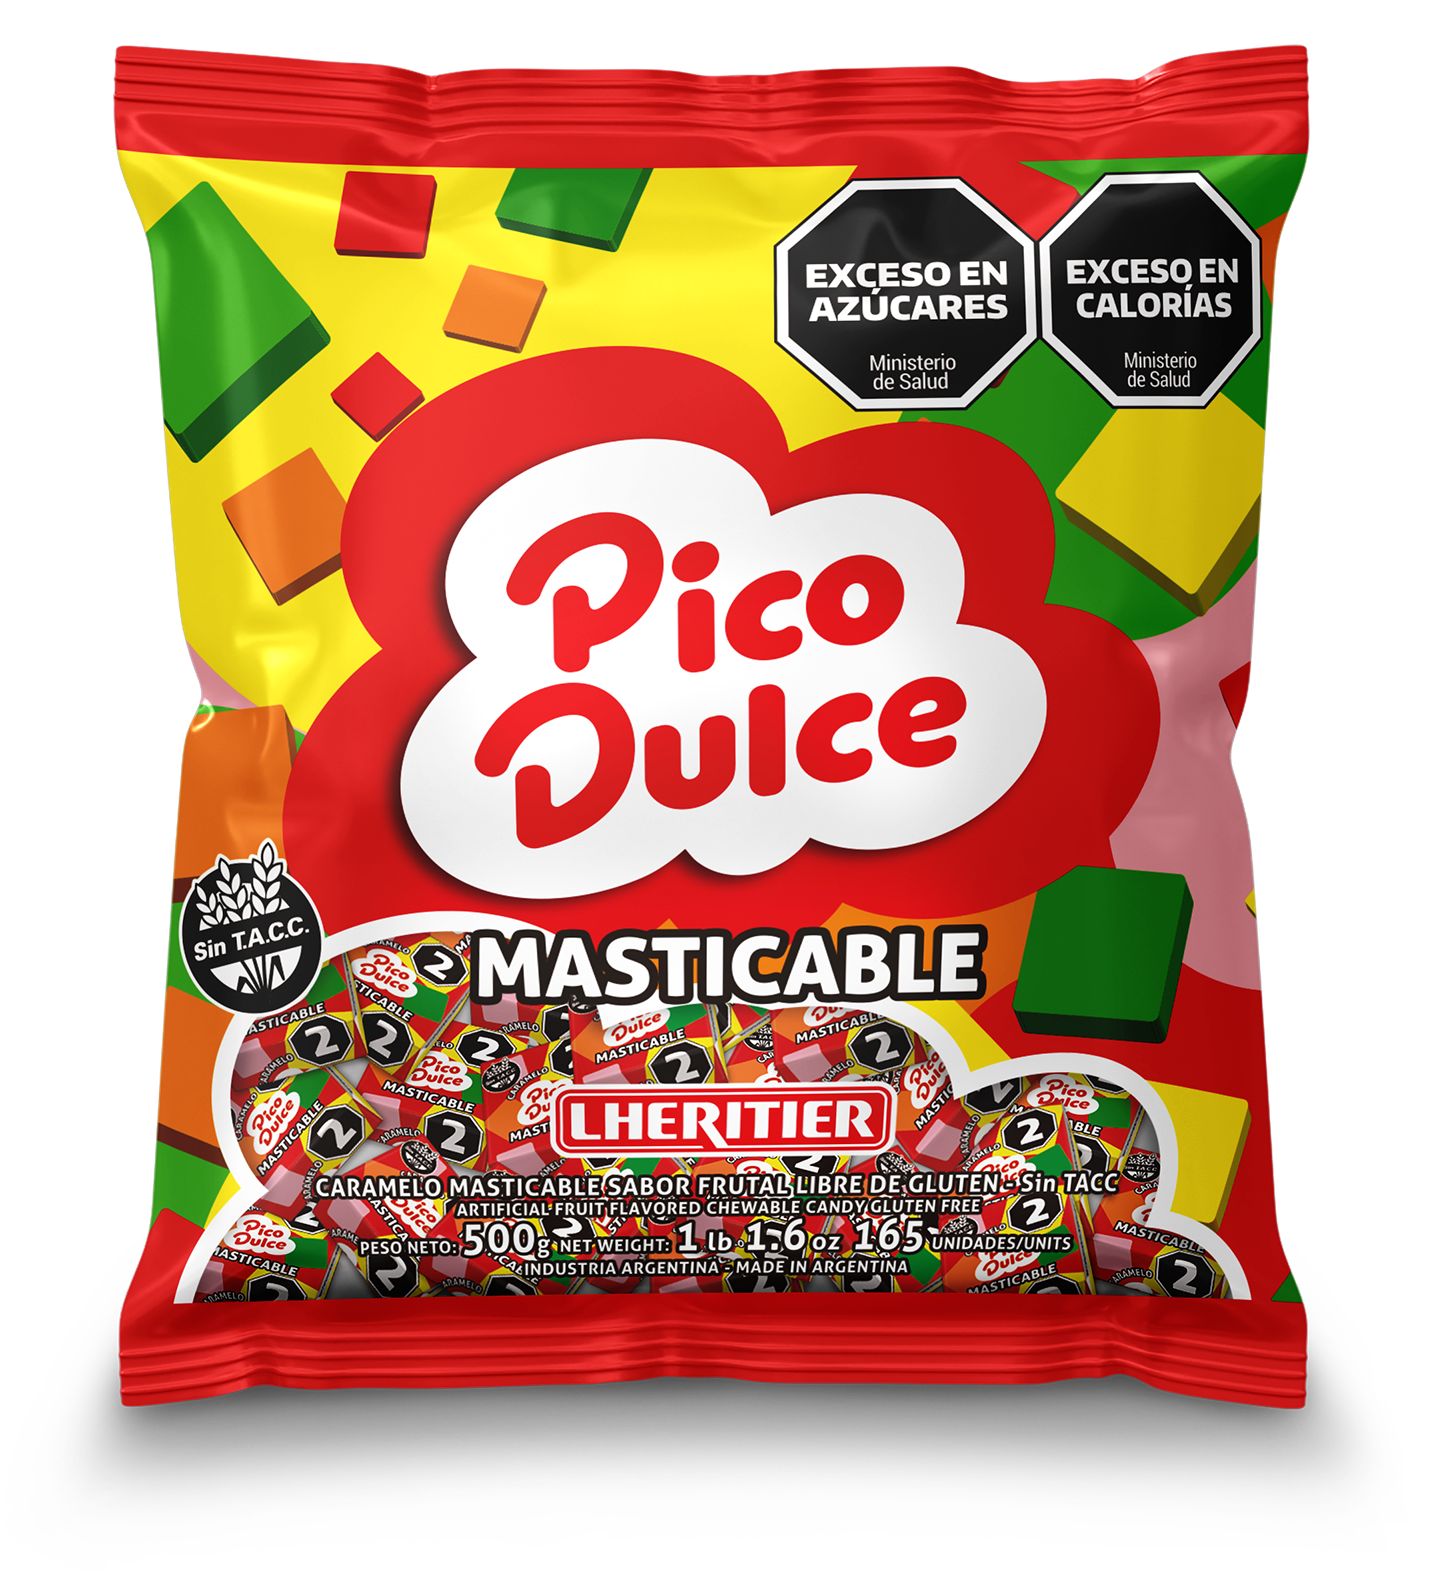 EXCESO EN
AZÚCARES
Ministerio
de Salud
EXCESO EN
CALORÍAS
Ministerio
de Salud
Pico
Dulce
Sin T.A.C.C.
MASTICABLE
LHERITIER
CARAMELO MASTICABLE SABOR FRUTAL LIBRE DE GLUTEN - Sin TACC
ARTIFICIAL FRUIT FLAVORED CHEWABLE CANDY GLUTEN FREE
PESO NETO: 500g NET WEIGHT: 1 lb 1.6 oz 165 UNIDADES/UNITS
INDUSTRIA ARGENTINA - MADE IN ARGENTINA